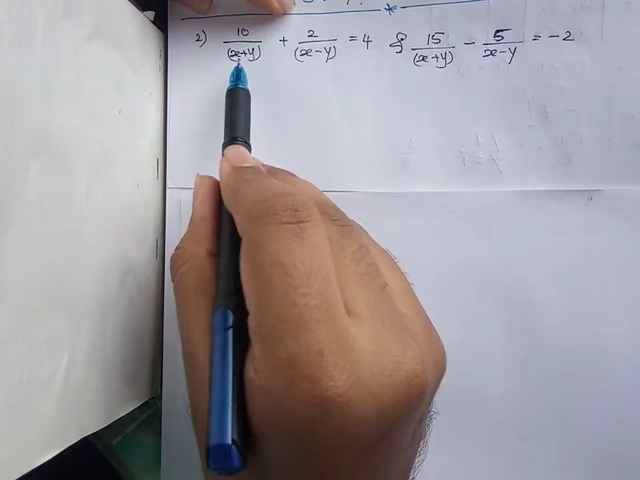 2) 10/(x+y) + 2/(x-y) = 4 & 15/(x+y) - 5/x-y = -2